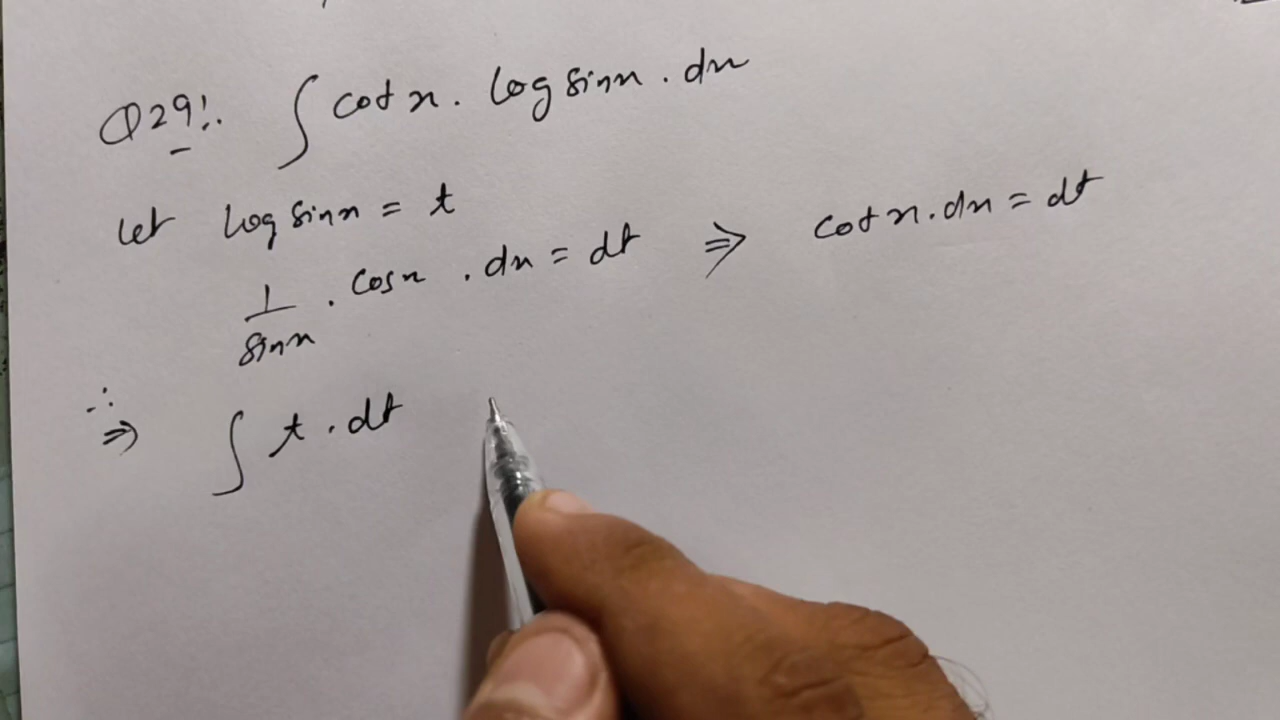 Q29:. ∫ cot x . log sin x . dx
Let log sin x = t
1/sin x . cos x . dx = dt ⇒ cot x . dx = dt
∴ ⇒ ∫ t . dt